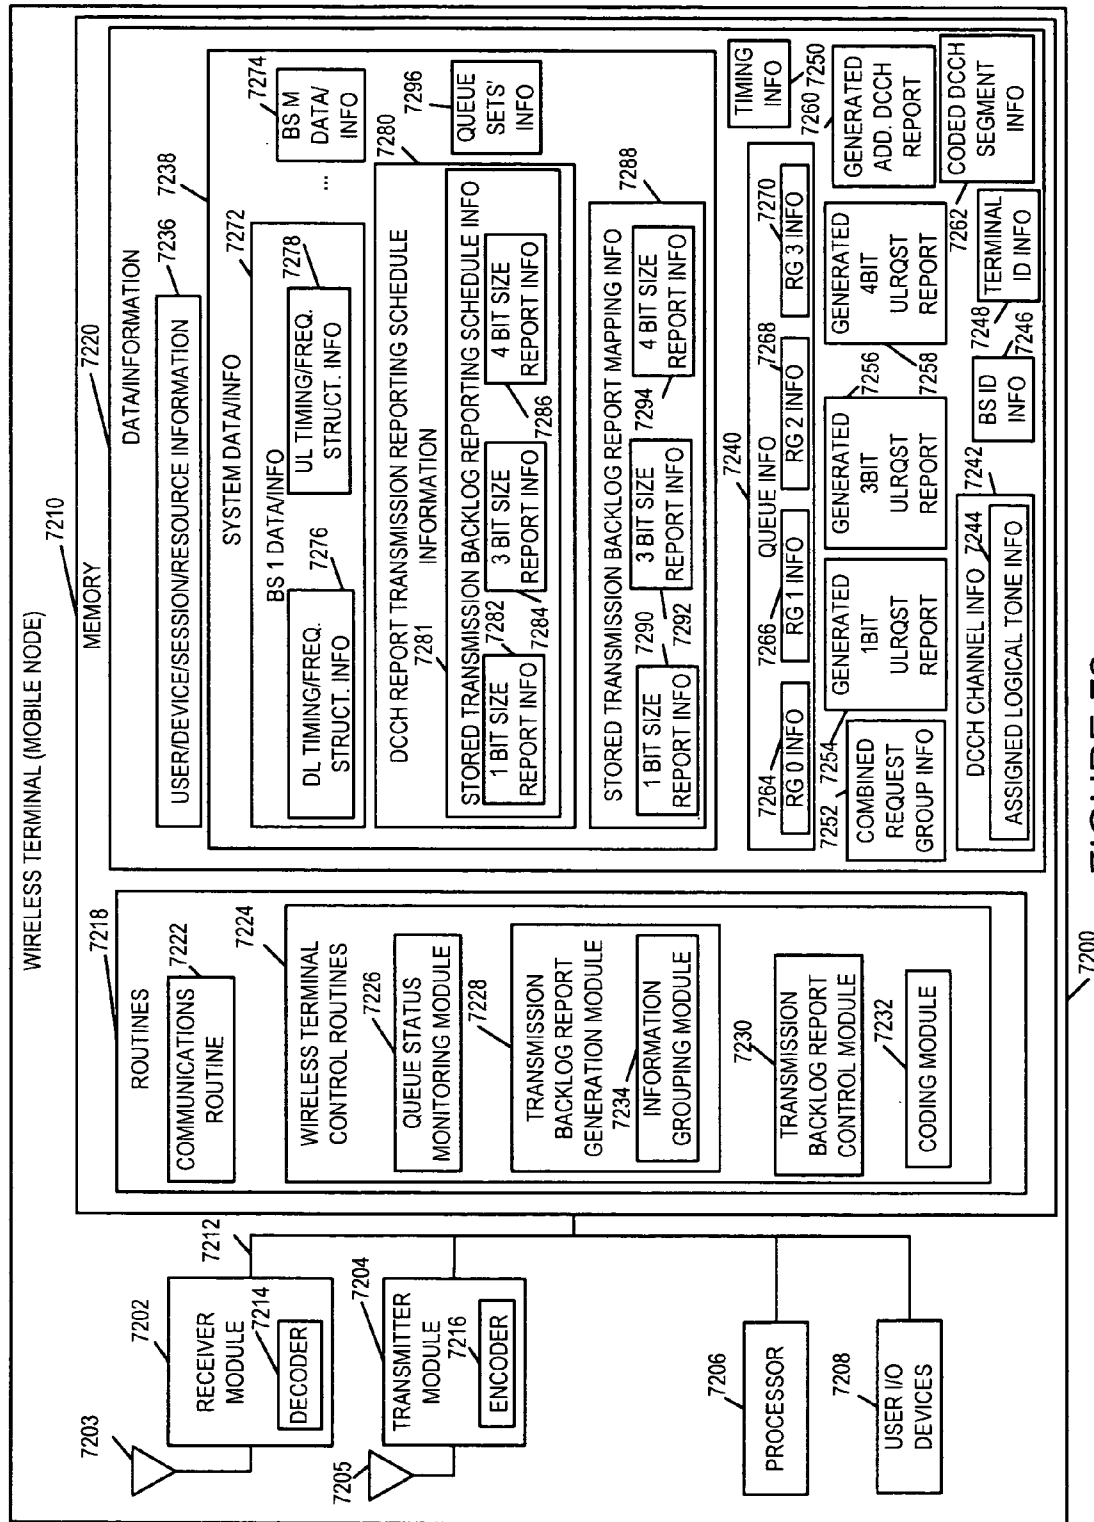 WIRELESS TERMINAL (MOBILE NODE)
7203
7202
RECEIVER
MODULE
7214
DECODER
7212
7205
7204
TRANSMITTER
MODULE
7216
ENCODER
7206
PROCESSOR
7208
USER I/O
DEVICES
7210
MEMORY
7218
ROUTINES
7222
COMMUNICATIONS
ROUTINE
7224
WIRELESS TERMINAL
CONTROL ROUTINES
7226
QUEUE STATUS
MONITORING MODULE
7228
TRANSMISSION
BACKLOG REPORT
GENERATION MODULE
7234
INFORMATION
GROUPING MODULE
7230
TRANSMISSION
BACKLOG REPORT
CONTROL MODULE
7232
CODING MODULE
7220
DATA/INFORMATION
7236
USER/DEVICE/SESSION/RESOURCE INFORMATION
7238
SYSTEM DATA/INFO
7272
BS 1 DATA/INFO
7276
DL TIMING/FREQ.
STRUCT. INFO
7278
UL TIMING/FREQ.
STRUCT. INFO
...
7274
BS M
DATA/
INFO
7280
DCCH REPORT TRANSMISSION REPORTING SCHEDULE
INFORMATION
7281
STORED TRANSMISSION BACKLOG REPORTING SCHEDULE INFO
7282
1 BIT SIZE
REPORT INFO
7284
3 BIT SIZE
REPORT INFO
7286
4 BIT SIZE
REPORT INFO
7296
QUEUE
SETS'
INFO
7288
STORED TRANSMISSION BACKLOG REPORT MAPPING INFO
7290
1 BIT SIZE
REPORT INFO
7292
3 BIT SIZE
REPORT INFO
7294
4 BIT SIZE
REPORT INFO
7240
QUEUE INFO
7264
RG 0 INFO
7266
RG 1 INFO
7268
RG 2 INFO
7270
RG 3 INFO
TIMING
INFO
7250
7252
COMBINED
REQUEST
GROUP INFO
7254
GENERATED
1BIT
ULRQST
REPORT
7256
GENERATED
3BIT
ULRQST
REPORT
7258
GENERATED
4BIT
ULRQST
REPORT
7260
GENERATED
ADD. DCCH
REPORT
7242
DCCH CHANNEL INFO
7244
ASSIGNED LOGICAL TONE INFO
7246
BS ID
INFO
7248
TERMINAL
ID INFO
7262
CODED DCCH
SEGMENT
INFO
7200